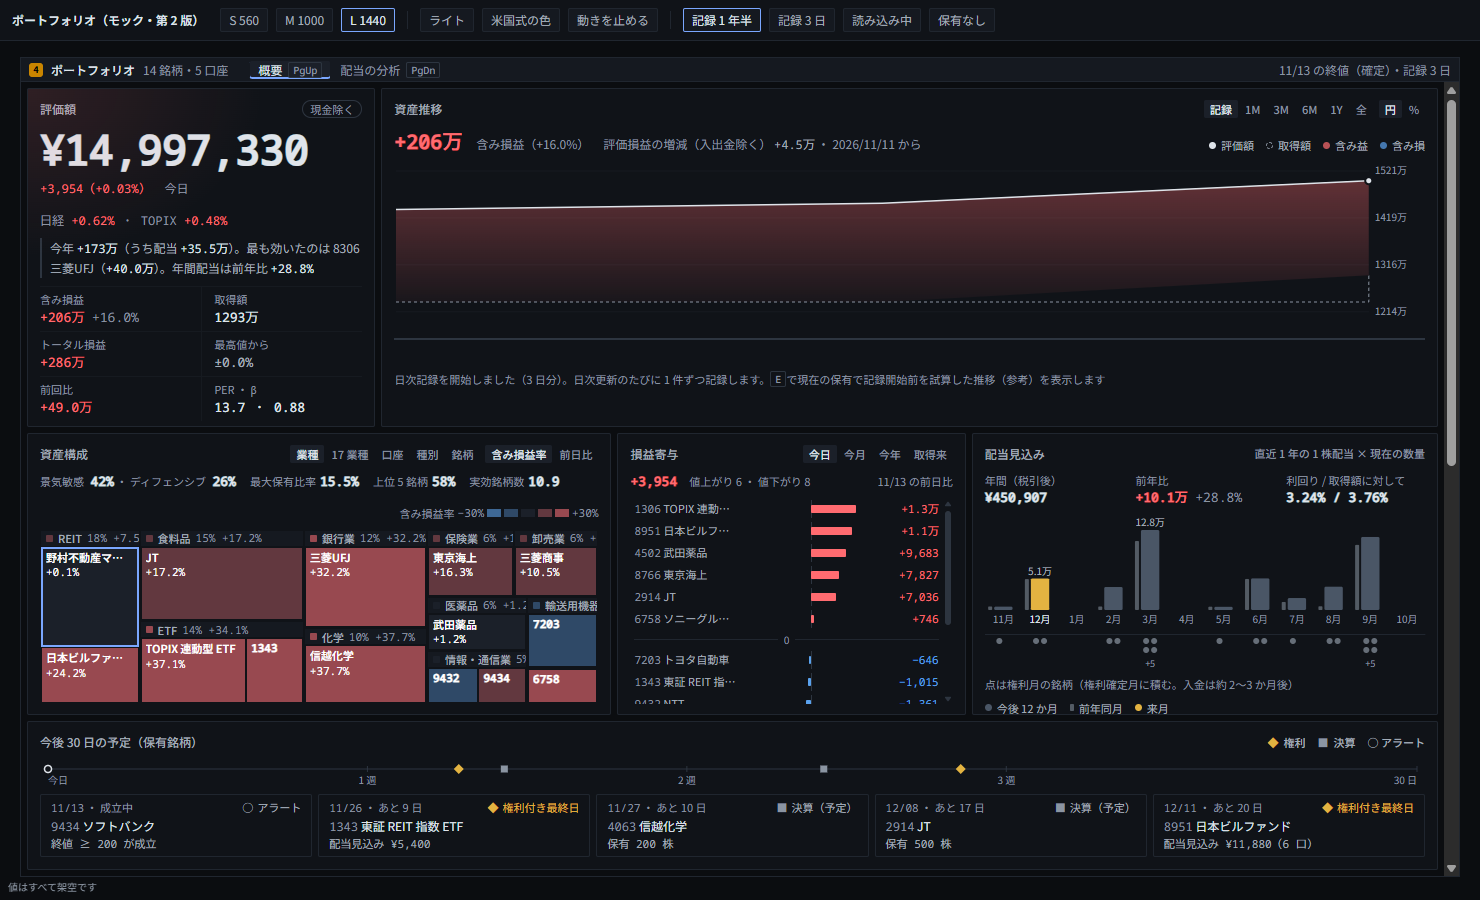 ポートフォリオ（モック・第 2 版） S 560 M 1000 L 1440 ライト 米国式の色 動きを止める 記録 1 年半 記録 3 日 読み込み中 保有なし
4 ポートフォリオ 14 銘柄・5 口座 概要 PgUp 配当の分析 PgDn 11/13 の終値（確定）・記録 3 日
評価額 現金除く
¥14,997,330
+3,954 (+0.03%) 今日
日経 +0.62% ・ TOPIX +0.48%
今年 +173万（うち配当 +35.5万）。最も効いたのは 8306
三菱UFJ（+40.0万）。年間配当は前年比 +28.8%
含み損益 取得額
+206万 +16.0% 1293万
トータル損益 最高値から
+286万 ±0.0%
前回比 PER・β
+49.0万 13.7 ・ 0.88
資産推移 記録 1M 3M 6M 1Y 全 円 %
+206万 含み損益（+16.0%） 評価損益の増減（入出金除く）+4.5万・2026/11/11 から
評価額 取得額 含み益 含み損
1521万
1419万
1316万
1214万
日次記録を開始しました（3 日分）。日次更新のたびに 1 件ずつ記録します。 E で現在の保有で記録開始前を試算した推移（参考）を表示します
資産構成 業種 17 業種 口座 種別 銘柄 含み損益率 前日比
景気敏感 42%・ディフェンシブ 26% 最大保有比率 15.5% 上位 5 銘柄 58% 実効銘柄数 10.9
含み損益率 −30% +30%
REIT 18% +7.5 食料品 15% +17.2% 銀行業 12% +32.2% 保険業 6% +1 卸売業 6% +
野村不動産マ… JT 三菱UFJ 東京海上 三菱商事
+0.1% +17.2% +32.2% +16.3% +10.5%
医薬品 6% +1.2 輸送用機器
武田薬品 7203
+1.2%
ETF 14% +34.1% 化学 10% +37.7%
日本ビルファ… TOPIX 連動型 ETF 1343 信越化学 情報・通信業 5%
+24.2% +37.1% +37.7% 9432 9434 6758
損益寄与 今日 今月 今年 取得来
+3,954 値上がり 6・値下がり 8 11/13 の前日比
1306 TOPIX 連動… +1.3万
8951 日本ビルフ… +1.1万
4502 武田薬品 +9,683
8766 東京海上 +7,827
2914 JT +7,036
6758 ソニーグル… +746
0
7203 トヨタ自動車 −646
1343 東証 REIT 指… −1,015
9432 NTT −1,361
配当見込み 直近 1 年の 1 株配当 × 現在の数量
年間（税引後） 前年比 利回り / 取得額に対して
¥450,907 +10.1万 +28.8% 3.24% / 3.76%
12.8万
5.1万
11月 12月 1月 2月 3月 4月 5月 6月 7月 8月 9月 10月
+5 +5
点は権利月の銘柄（権利確定月に積む。入金は約 2〜3 か月後）
今後 12 か月 前年同月 来月
今後 30 日の予定（保有銘柄） 権利 決算 アラート
今日 1 週 2 週 3 週 30 日
11/13・成立中 アラート
9434 ソフトバンク
終値 ≥ 200 が成立
11/26・あと 9 日 権利付き最終日
1343 東証 REIT 指数 ETF
配当見込み ¥5,400
11/27・あと 10 日 決算（予定）
4063 信越化学
保有 200 株
12/08・あと 17 日 決算（予定）
2914 JT
保有 500 株
12/11・あと 20 日 権利付き最終日
8951 日本ビルファンド
配当見込み ¥11,880（6 口）
値はすべて架空です